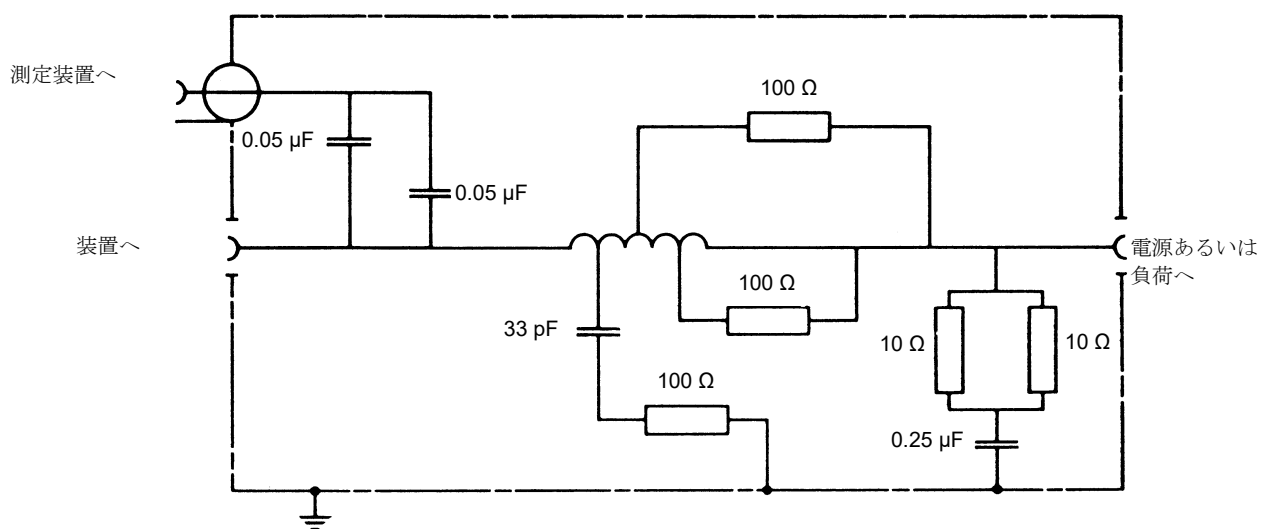 測定装置へ
100 Ω
0.05 µF
0.05 µF
装置へ
電源あるいは
負荷へ
100 Ω
33 pF
10 Ω
10 Ω
100 Ω
0.25 µF